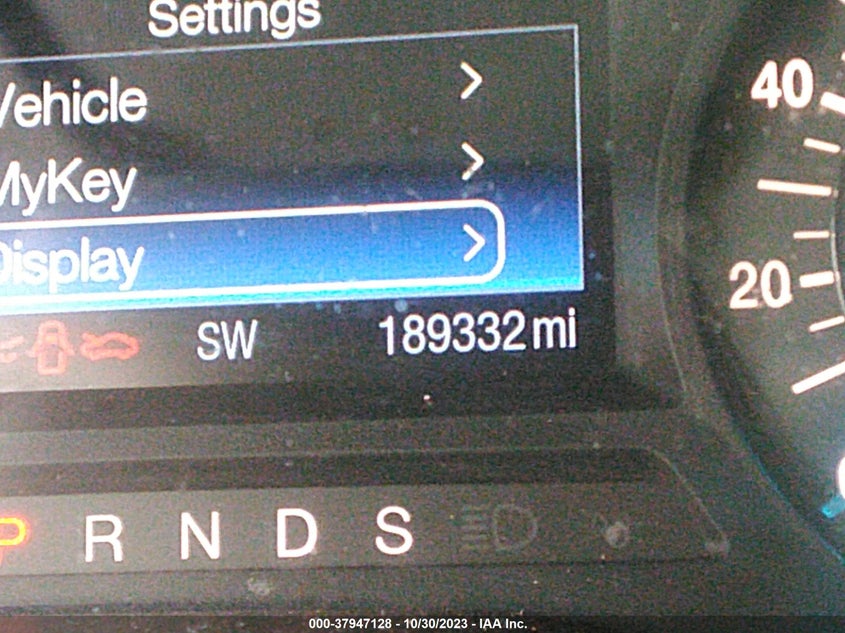 Settings
Vehicle
MyKey
Display
SW 189332 mi
40
20
P R N D S
000-37947128 - 10/30/2023 - IAA Inc.